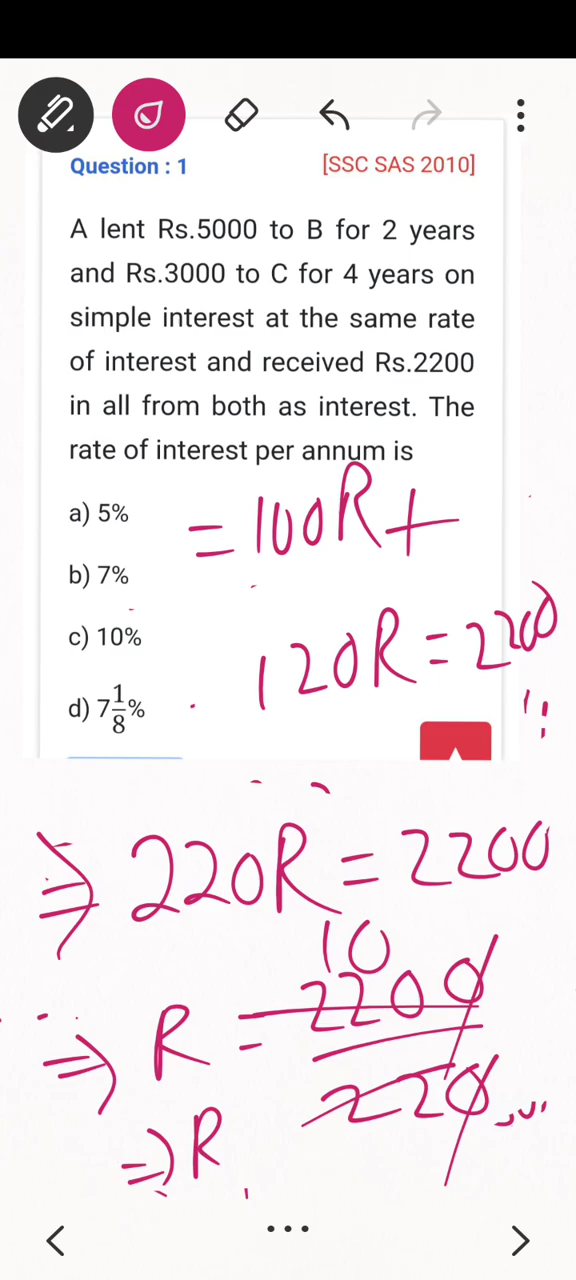 Question : 1 [SSC SAS 2010]
A lent Rs.5000 to B for 2 years
and Rs.3000 to C for 4 years on
simple interest at the same rate
of interest and received Rs.2200
in all from both as interest. The
rate of interest per annum is
a) 5%
= 100R +
b) 7%
c) 10%
120R = 2200
d) 7 1/8 %
⇒ 220R = 2200
10
⇒ R = 2200/220
⇒ R